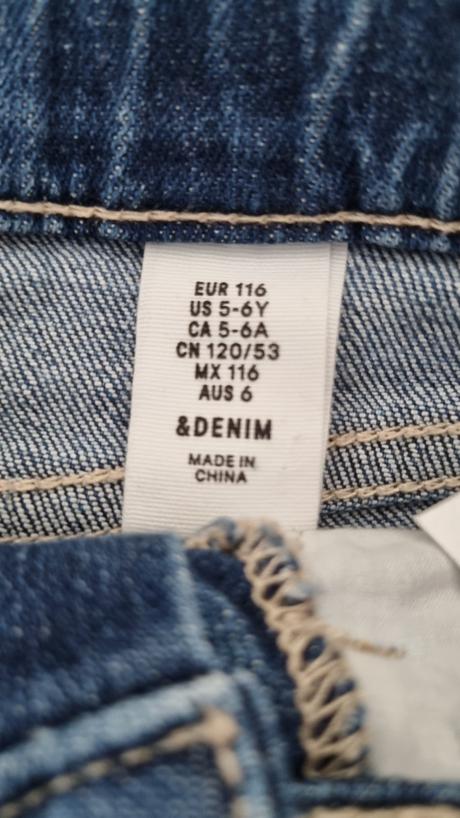 EUR 116
US 5-6Y
CA 5-6A
CN 120/53
MX 116
AUS 6
&DENIM
MADE IN
CHINA